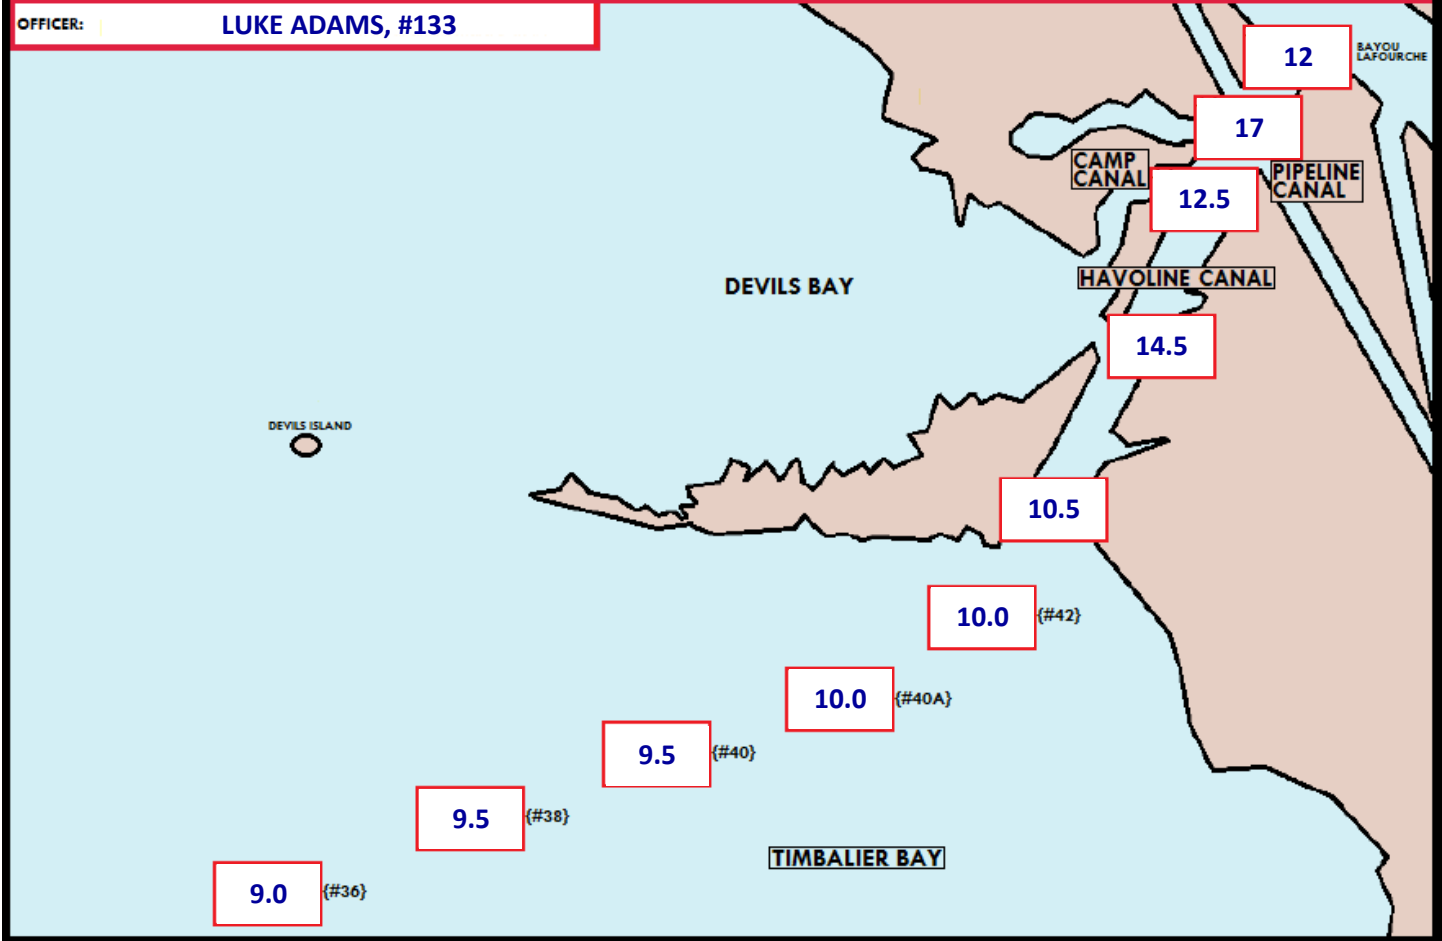 OFFICER: LUKE ADAMS, #133
12
BAYOU
LAFOURCHE
17
CAMP
CANAL
PIPELINE
CANAL
12.5
HAVOLINE CANAL
DEVILS BAY
14.5
DEVILS ISLAND
10.5
10.0 {#42}
10.0 {#40A}
9.5 {#40}
9.5 {#38}
TIMBALIER BAY
9.0 {#36}